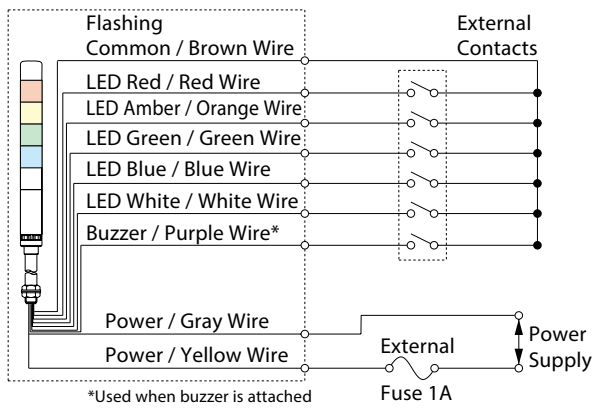 Flashing
Common / Brown Wire
External
Contacts
LED Red / Red Wire
LED Amber / Orange Wire
LED Green / Green Wire
LED Blue / Blue Wire
LED White / White Wire
Buzzer / Purple Wire*
Power / Gray Wire
Power / Yellow Wire
External
Fuse 1A
Power
Supply
*Used when buzzer is attached